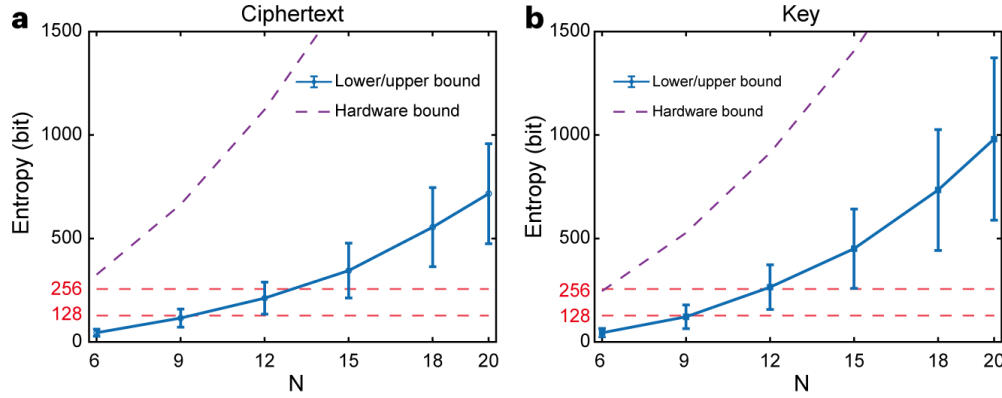 a
Ciphertext
1500
1000
500
256
128
0
Entropy (bit)
Lower/upper bound
Hardware bound
6 9 12 15 18 20
N
b
Key
1500
1000
500
256
128
0
Entropy (bit)
Lower/upper bound
Hardware bound
6 9 12 15 18 20
N